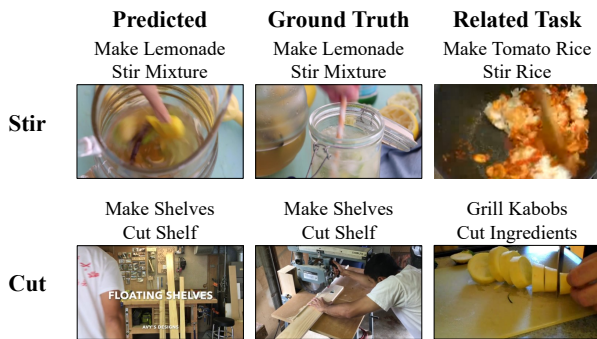 Predicted Ground Truth Related Task
Make Lemonade Make Lemonade Make Tomato Rice
Stir Mixture Stir Mixture Stir Rice
Stir
Make Shelves Make Shelves Grill Kabobs
Cut Shelf Cut Shelf Cut Ingredients
Cut
FLOATING SHELVES